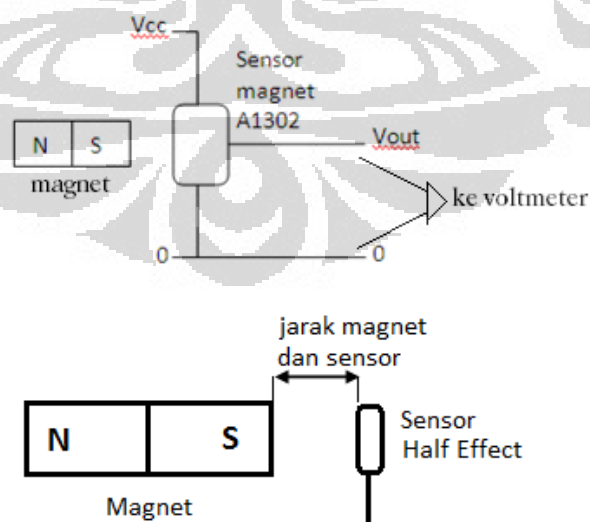 Vcc
Sensor
magnet
A1302
N S
magnet
Vout
ke voltmeter
0
0
jarak magnet
dan sensor
N S
Sensor
Half Effect
Magnet